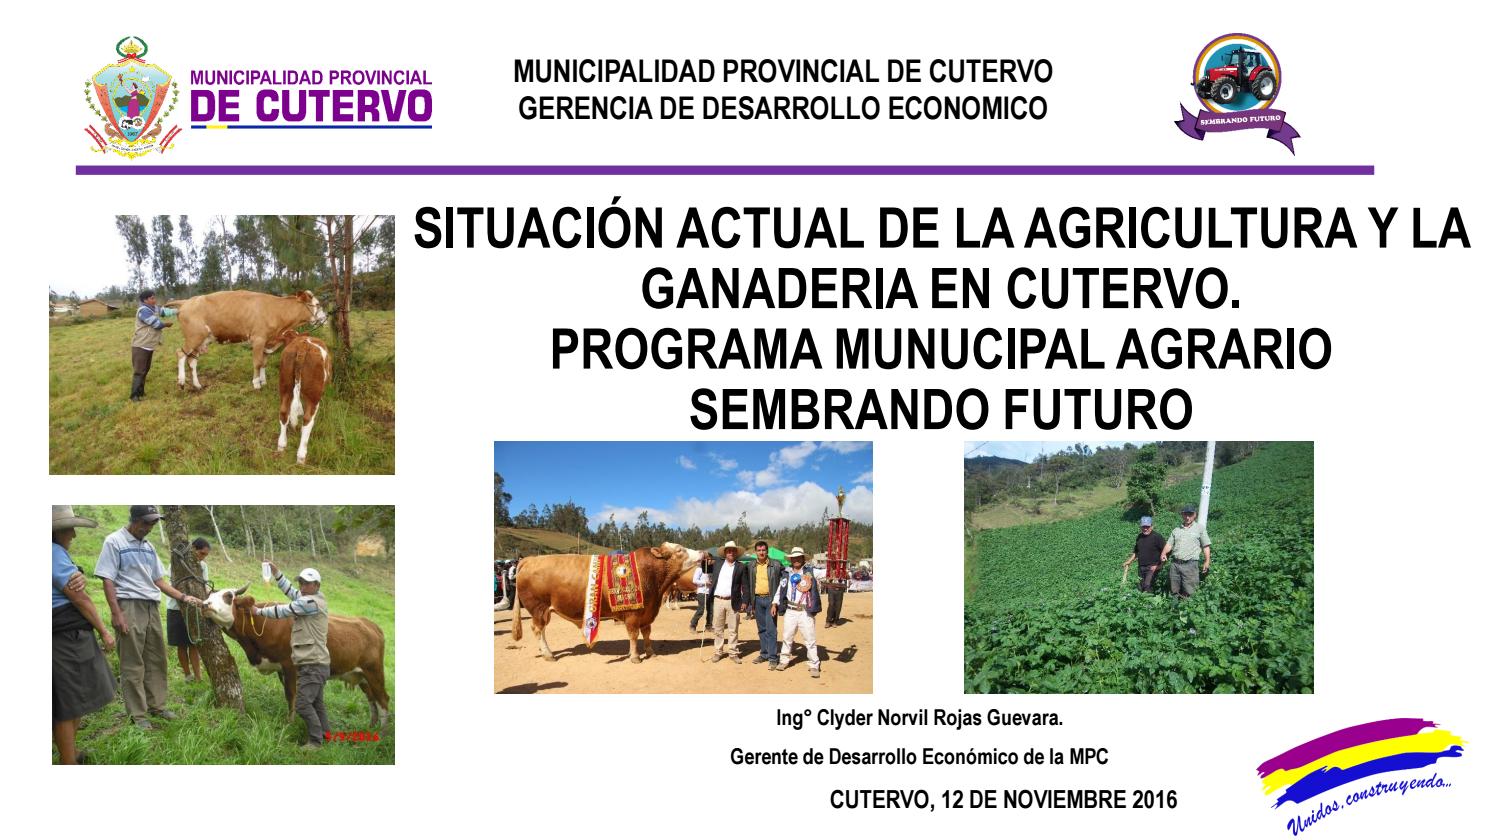 MUNICIPALIDAD PROVINCIAL
DE CUTERVO
MUNICIPALIDAD PROVINCIAL DE CUTERVO
GERENCIA DE DESARROLLO ECONOMICO
SEMBRANDO FUTURO
SITUACIÓN ACTUAL DE LA AGRICULTURA Y LA
GANADERIA EN CUTERVO.
PROGRAMA MUNUCIPAL AGRARIO
SEMBRANDO FUTURO
Ing° Clyder Norvil Rojas Guevara.
Gerente de Desarrollo Económico de la MPC
CUTERVO, 12 DE NOVIEMBRE 2016
Unidos, construyendo...